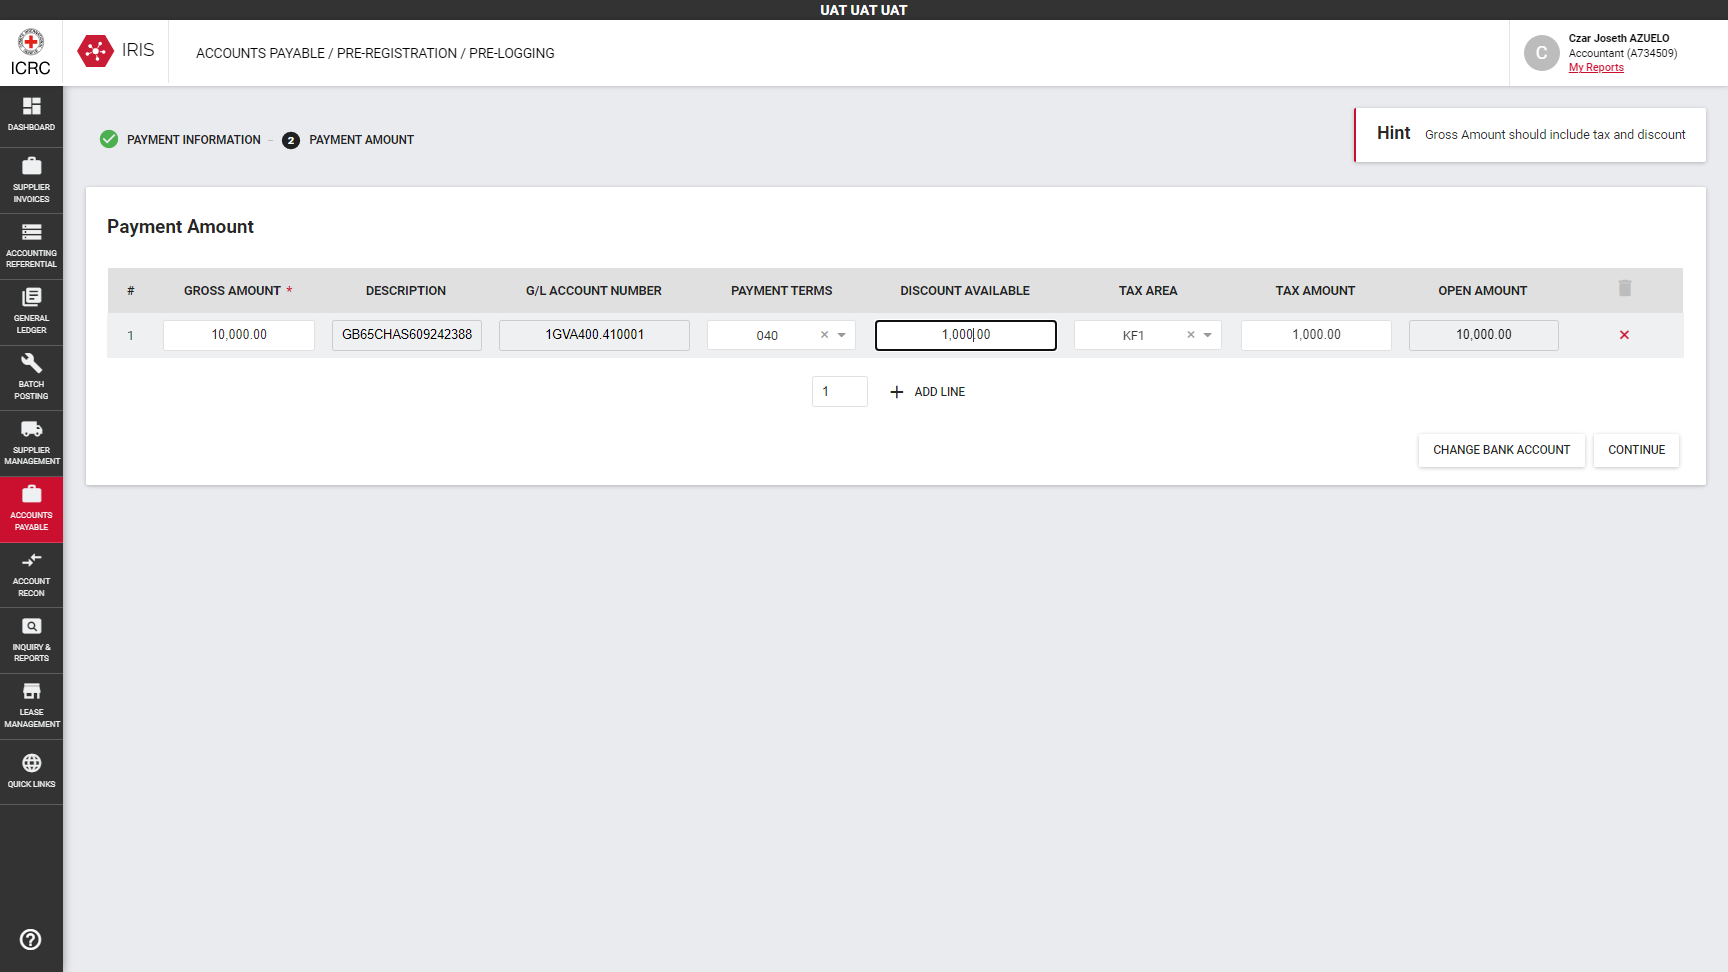 UAT UAT UAT
ICRC
IRIS
ACCOUNTS PAYABLE / PRE-REGISTRATION / PRE-LOGGING
C
Czar Joseth AZUELO
Accountant (A734509)
My Reports
DASHBOARD
SUPPLIER
INVOICES
ACCOUNTING
REFERENTIAL
GENERAL
LEDGER
BATCH
POSTING
SUPPLIER
MANAGEMENT
ACCOUNTS
PAYABLE
ACCOUNT
RECON
INQUIRY &
REPORTS
LEASE
MANAGEMENT
QUICK LINKS
PAYMENT INFORMATION – 2 PAYMENT AMOUNT
Hint Gross Amount should include tax and discount
Payment Amount
# GROSS AMOUNT * DESCRIPTION G/L ACCOUNT NUMBER PAYMENT TERMS DISCOUNT AVAILABLE TAX AREA TAX AMOUNT OPEN AMOUNT
1 10,000.00 GB65CHAS609242388 1GVA400.410001 040 × 1,000.00 KF1 × 1,000.00 10,000.00 ×
1 + ADD LINE
CHANGE BANK ACCOUNT CONTINUE